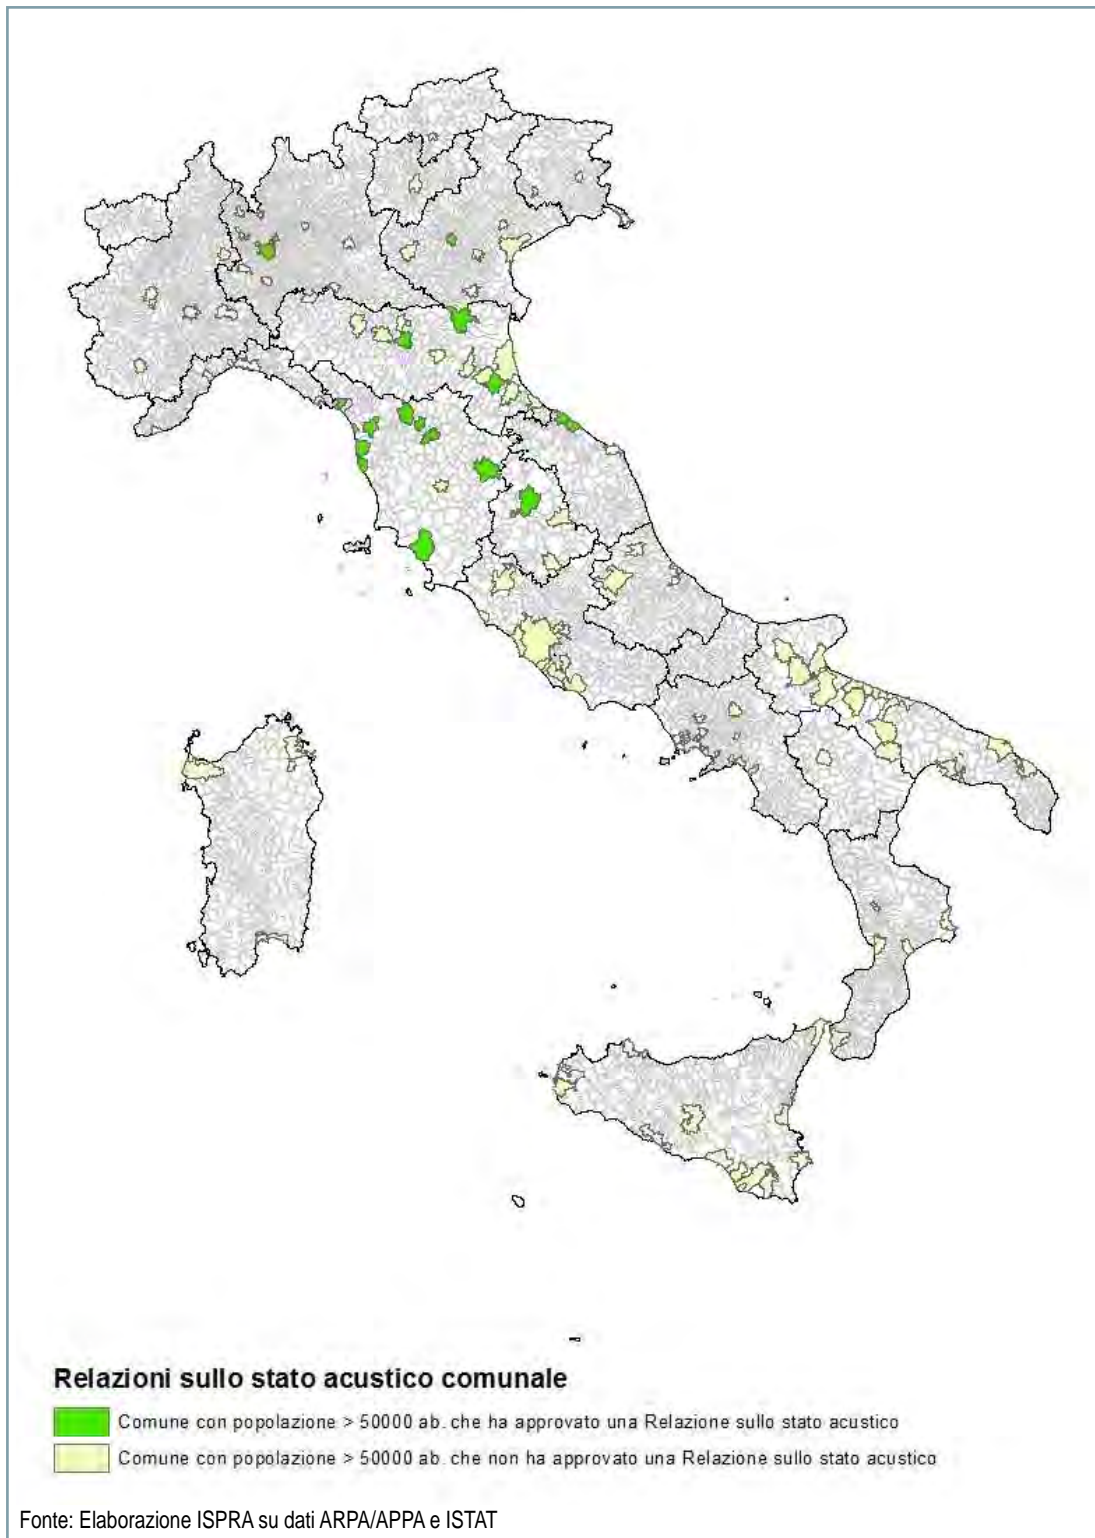 Relazioni sullo stato acustico comunale
Comune con popolazione > 50000 ab. che ha approvato una Relazione sullo stato acustico
Comune con popolazione > 50000 ab. che non ha approvato una Relazione sullo stato acustico
Fonte: Elaborazione ISPRA su dati ARPA/APPA e ISTAT